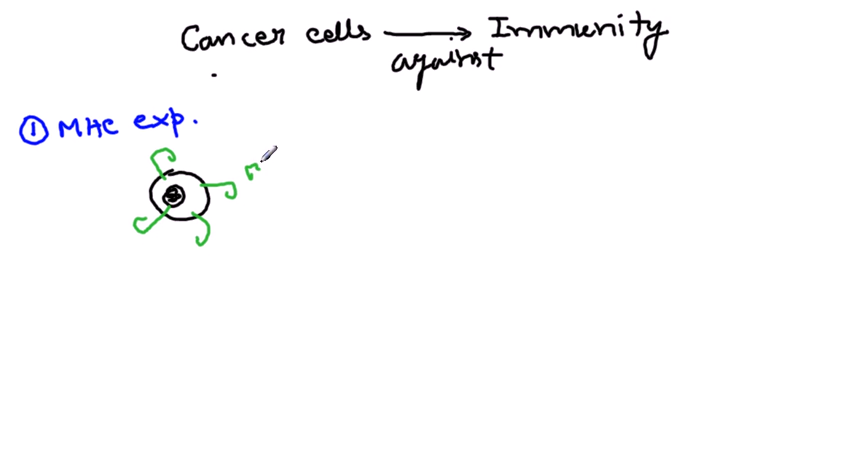 Cancer cells → Immunity
against
① MHC exp.